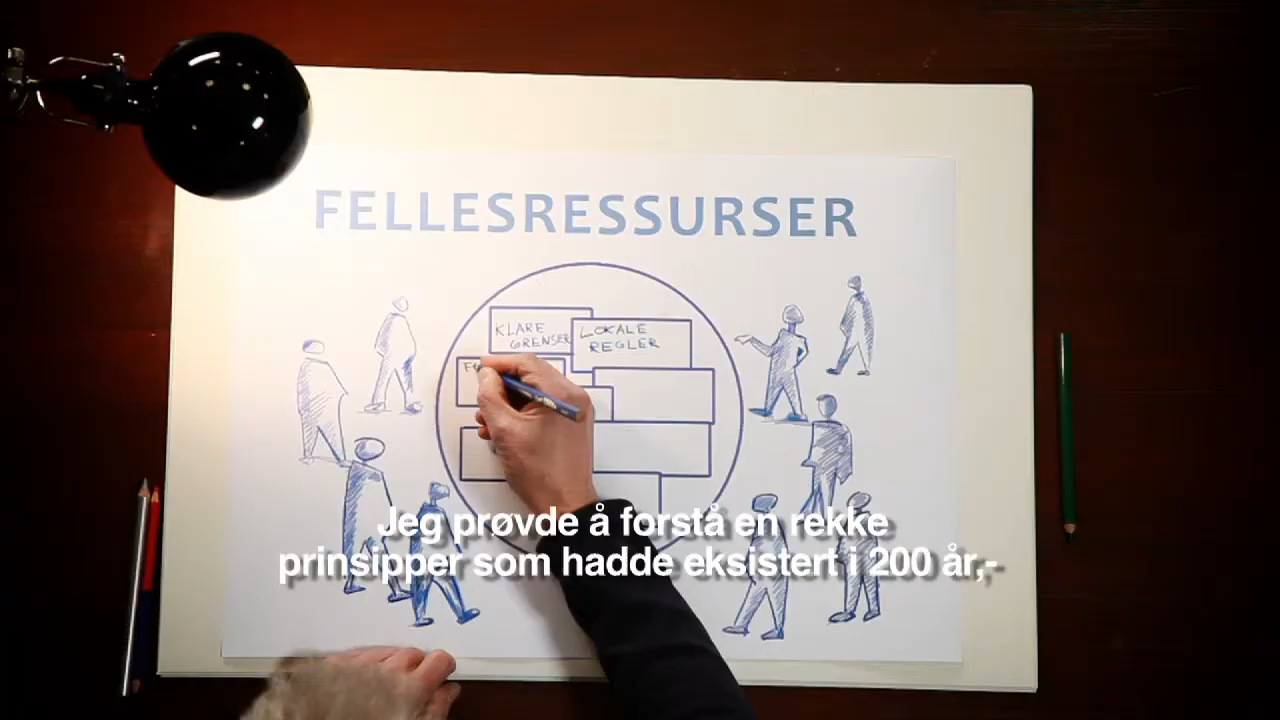 FELLESRESSURSER
KLARE
GRENSER
LOKALE
REGLER
Jeg prøvde å forstå en rekke
prinsipper som hadde eksistert i 200 år,-